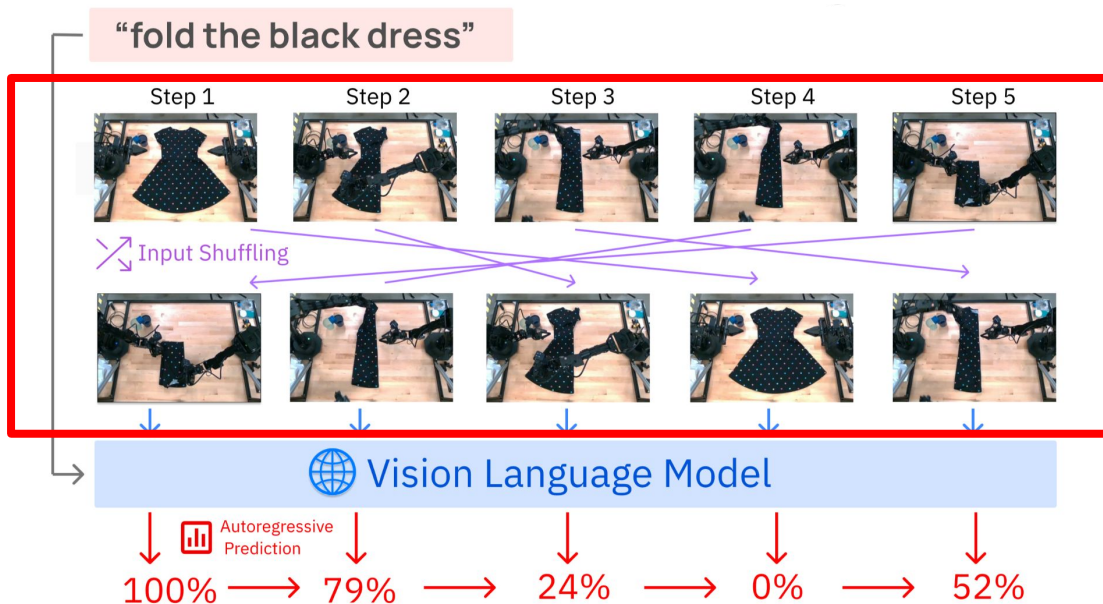 “fold the black dress”
Step 1 Step 2 Step 3 Step 4 Step 5
Input Shuffling
Vision Language Model
Autoregressive
Prediction
100% 79% 24% 0% 52%